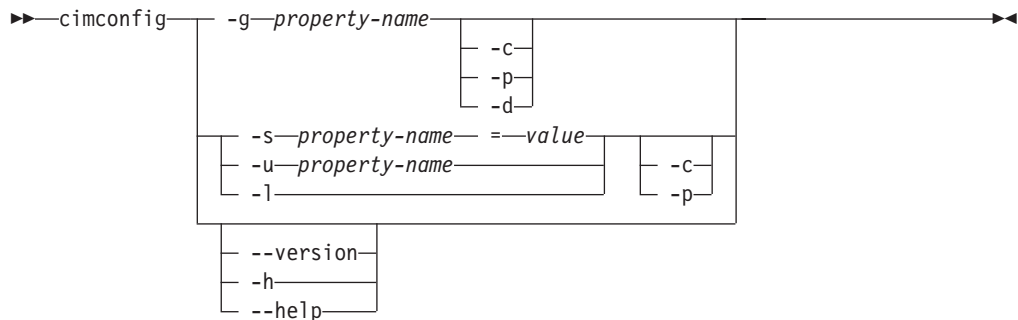 cimconfig -g property-name
-c
-p
-d
-s property-name = value
-u property-name -c
-l -p
--version
-h
--help